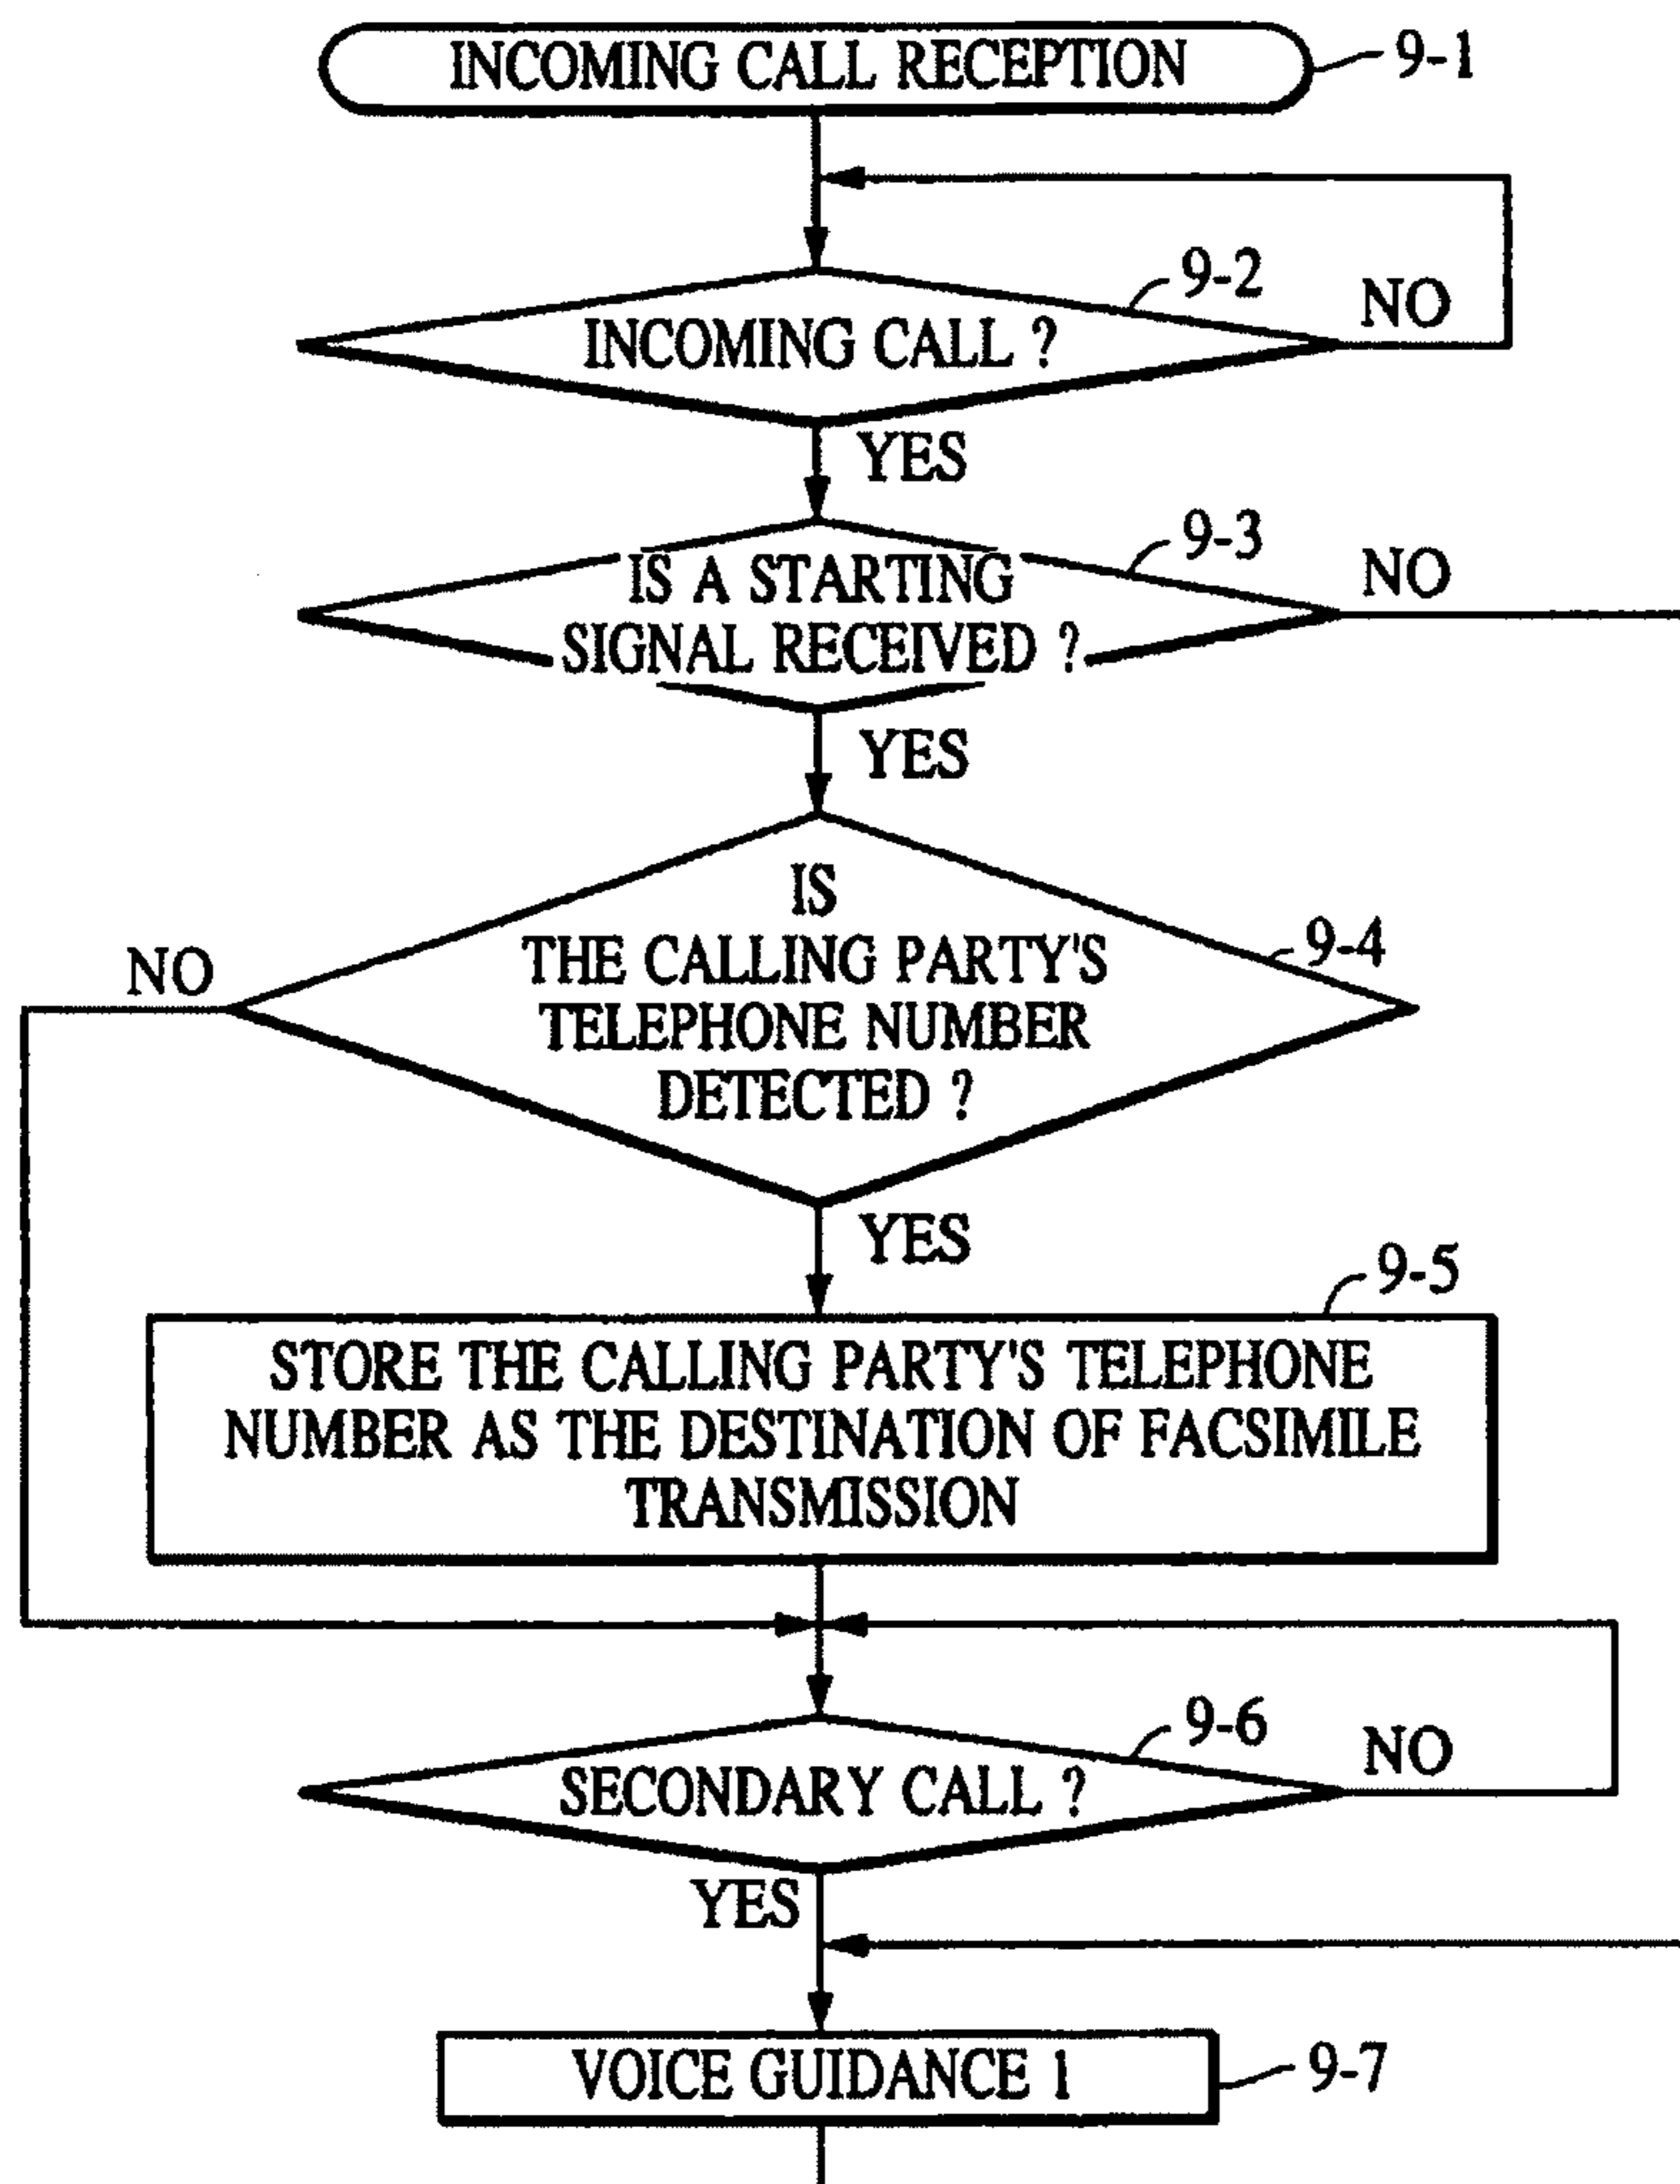 INCOMING CALL RECEPTION
9-1
9-2
NO
INCOMING CALL ?
YES
9-3
NO
IS A STARTING
SIGNAL RECEIVED ?
YES
IS
THE CALLING PARTY'S
TELEPHONE NUMBER
DETECTED ?
9-4
NO
YES
9-5
STORE THE CALLING PARTY'S TELEPHONE
NUMBER AS THE DESTINATION OF FACSIMILE
TRANSMISSION
9-6
NO
SECONDARY CALL ?
YES
VOICE GUIDANCE 1
9-7